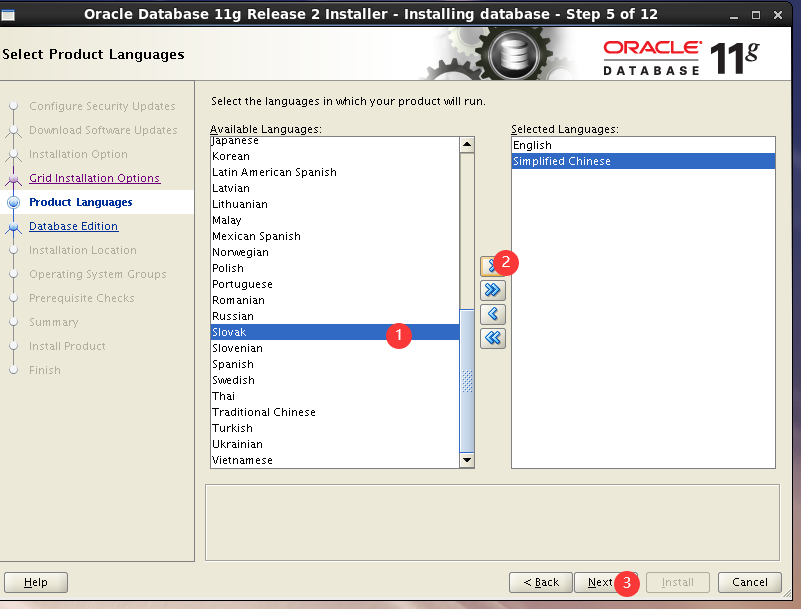 Oracle Database 11g Release 2 Installer - Installing database - Step 5 of 12
Select Product Languages
ORACLE
DATABASE
11g
Configure Security Updates
Download Software Updates
Installation Option
Grid Installation Options
Product Languages
Database Edition
Installation Location
Operating System Groups
Prerequisite Checks
Summary
Install Product
Finish
Select the languages in which your product will run.
Available Languages:
Japanese
Korean
Latin American Spanish
Latvian
Lithuanian
Malay
Mexican Spanish
Norwegian
Polish
Portuguese
Romanian
Russian
Slovak
Slovenian
Spanish
Swedish
Thai
Traditional Chinese
Turkish
Ukrainian
Vietnamese
1
2
Selected Languages:
English
Simplified Chinese
Help
< Back
Next
3
Install
Cancel